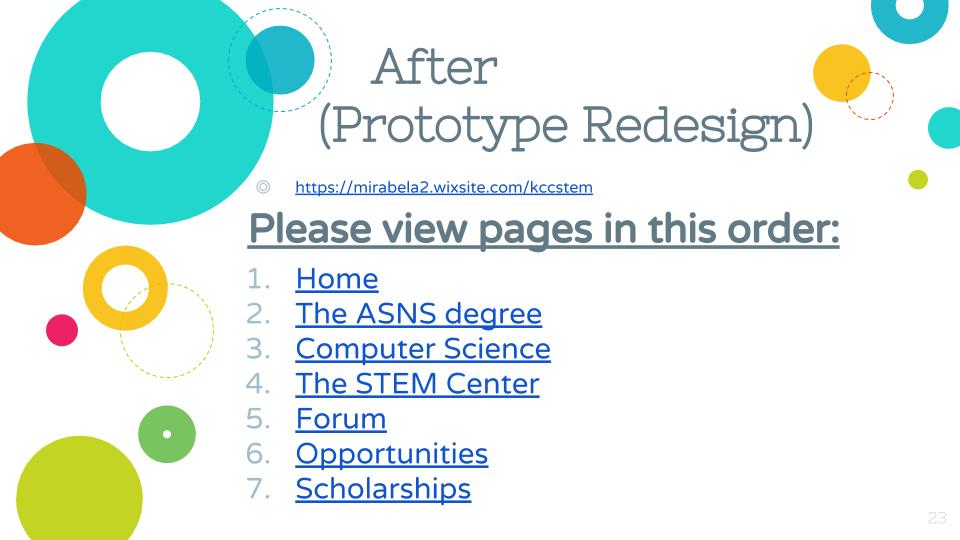 After
(Prototype Redesign)
https://mirabela2.wixsite.com/kccstem
Please view pages in this order:
1. Home
2. The ASNS degree
3. Computer Science
4. The STEM Center
5. Forum
6. Opportunities
7. Scholarships
23